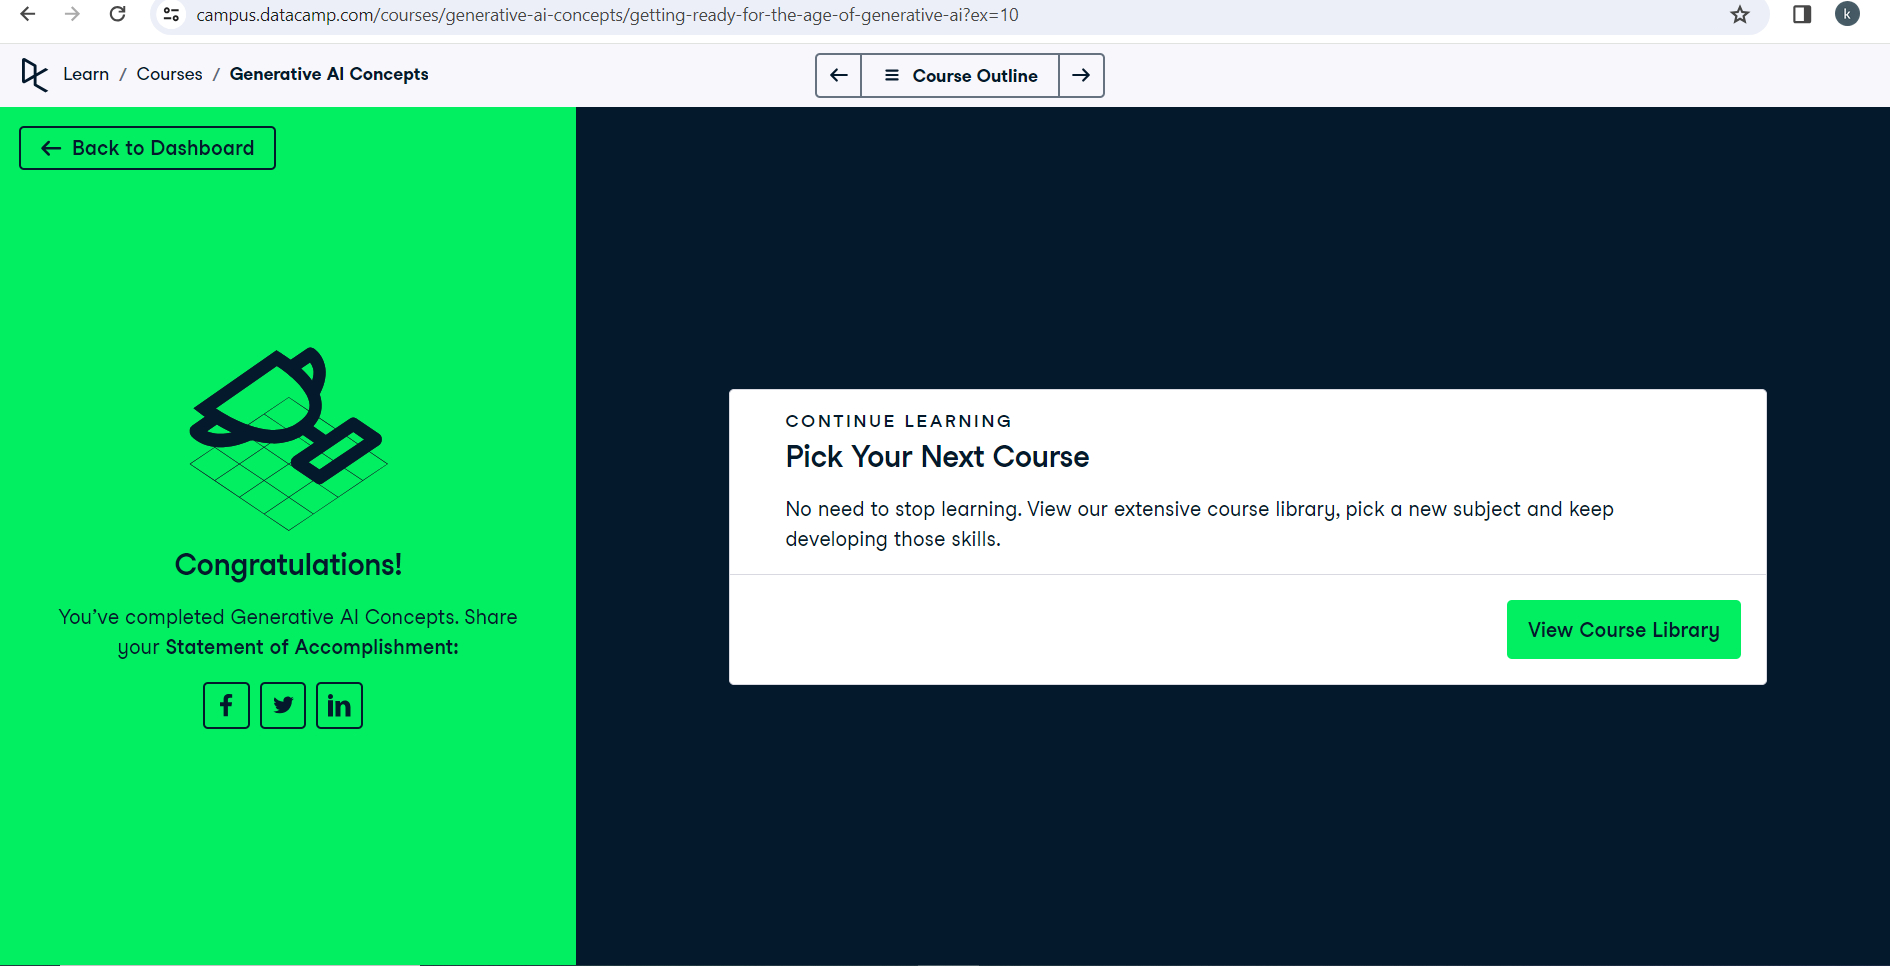 campus.datacamp.com/courses/generative-ai-concepts/getting-ready-for-the-age-of-generative-ai?ex=10
k
Learn / Courses / Generative AI Concepts
Course Outline
Back to Dashboard
Congratulations!
You’ve completed Generative AI Concepts. Share
your Statement of Accomplishment:
CONTINUE LEARNING
Pick Your Next Course
No need to stop learning. View our extensive course library, pick a new subject and keep
developing those skills.
View Course Library